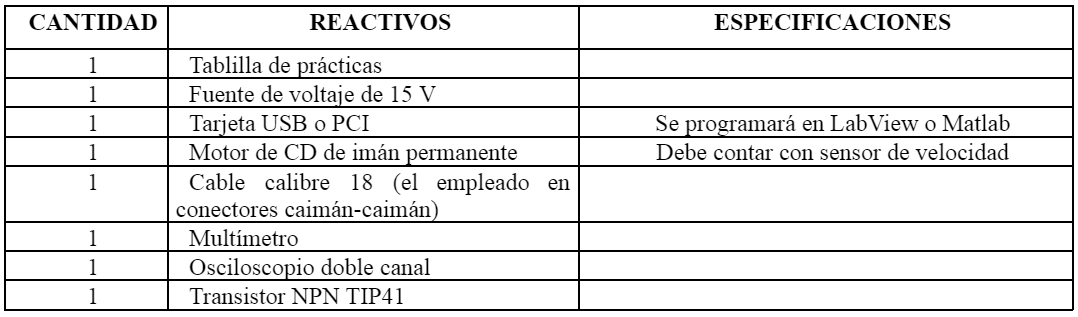 CANTIDAD REACTIVOS ESPECIFICACIONES
1 Tablilla de prácticas
1 Fuente de voltaje de 15 V
1 Tarjeta USB o PCI Se programará en LabView o Matlab
1 Motor de CD de imán permanente Debe contar con sensor de velocidad
1 Cable calibre 18 (el empleado en
conectores caimán-caimán)
1 Multímetro
1 Osciloscopio doble canal
1 Transistor NPN TIP41